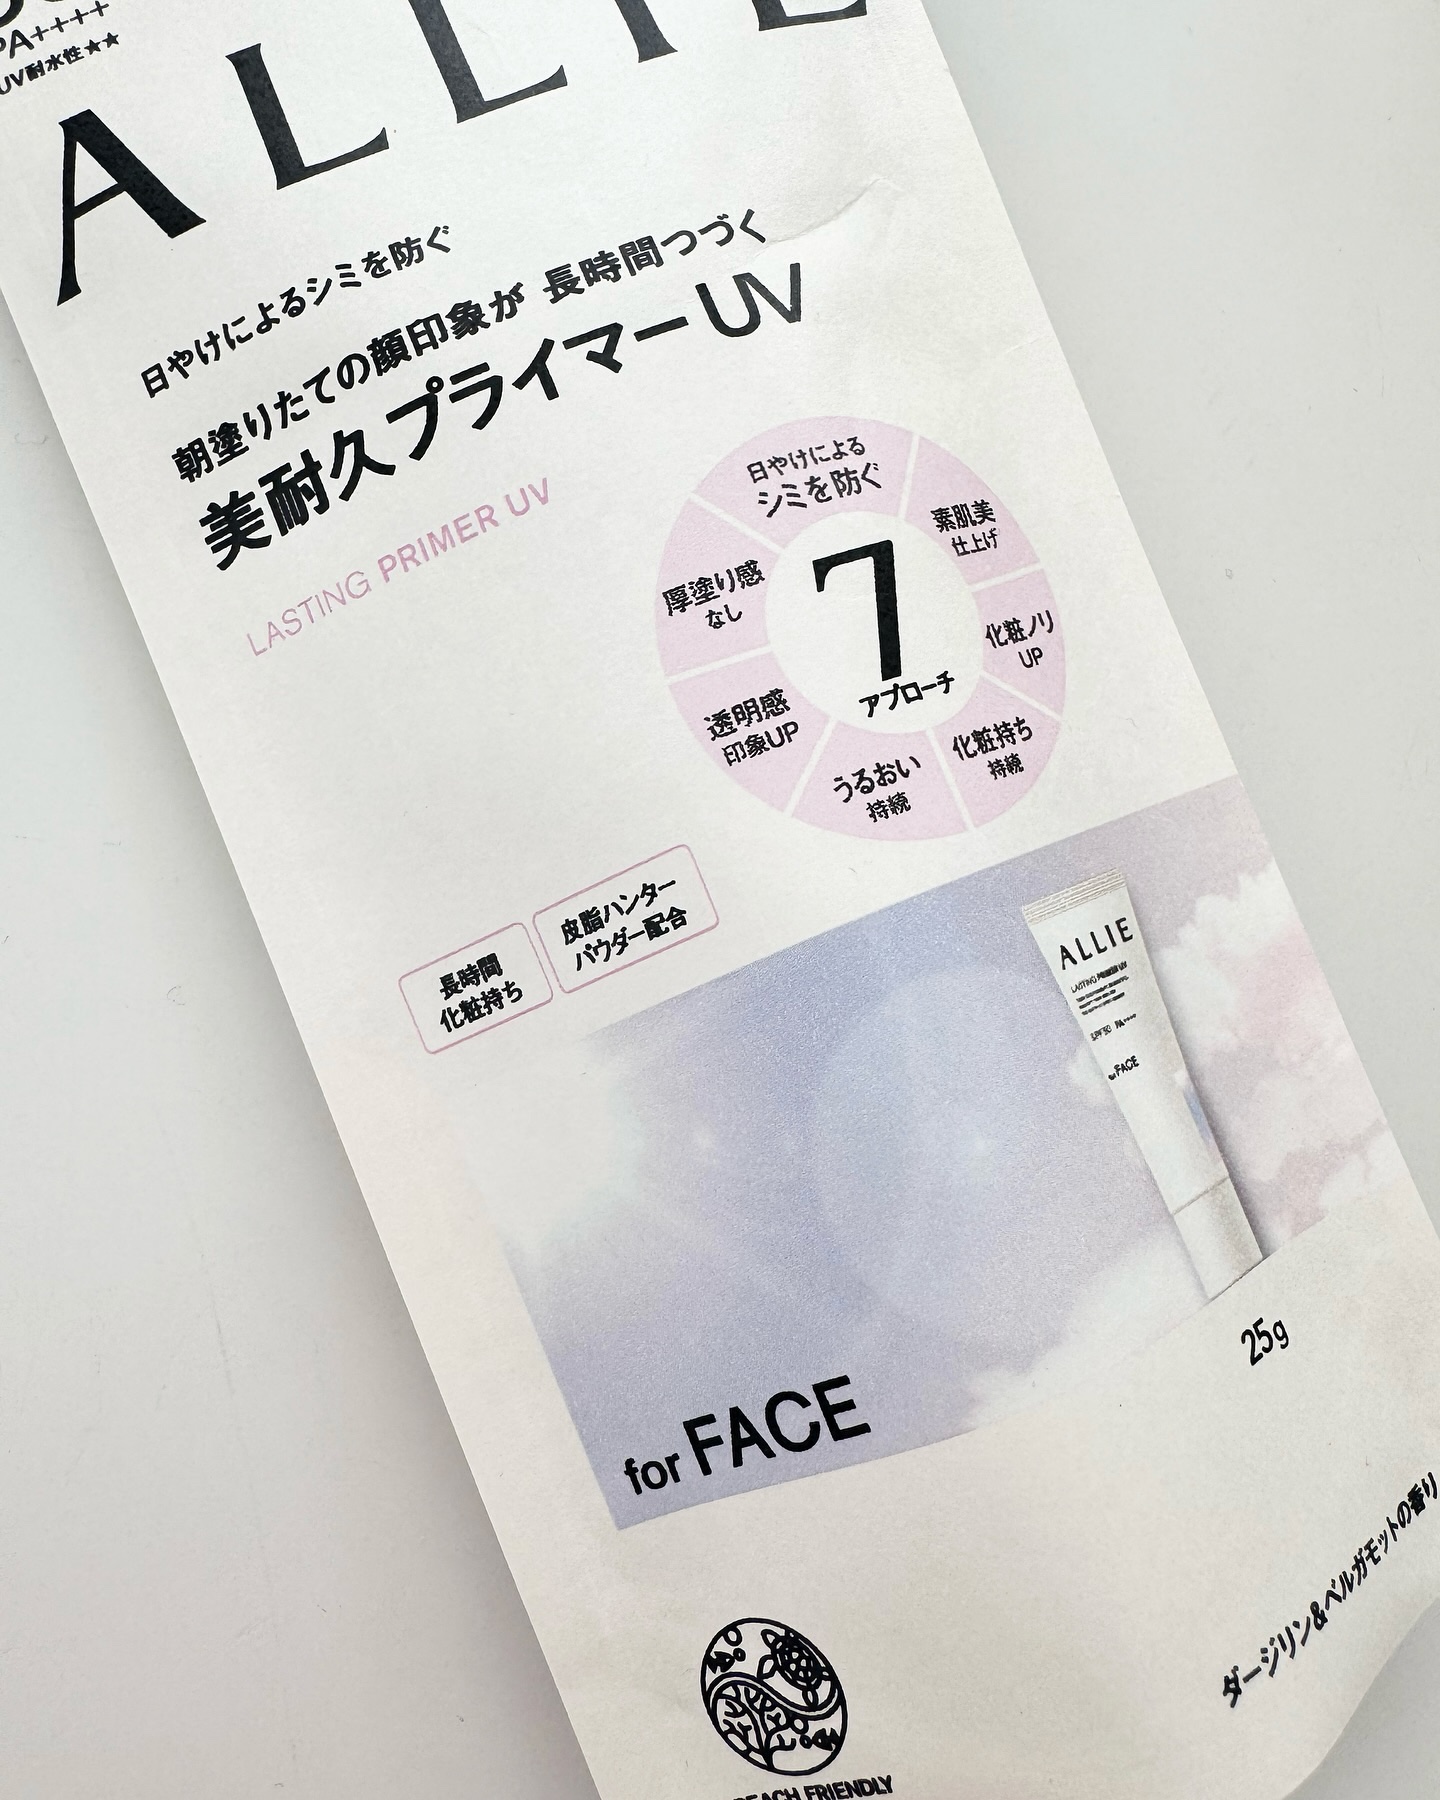 PA++++
UV耐水性★★
ALLIE
日やけによるシミを防ぐ
朝塗りたての顔印象が 長時間つづく
美耐久プライマーUV
LASTING PRIMER UV
日やけによる
シミを防ぐ
素肌美
仕上げ
化粧ノリ
UP
化粧持ち
持続
うるおい
持続
透明感
印象UP
厚塗り感
なし
7
アプローチ
長時間
化粧持ち
皮脂ハンター
パウダー配合
ALLIE
LASTING PRIMER UV
SPF50 PA++++
for FACE
25g
for FACE
ダージリン&ベルガモットの香り
BEACH FRIENDLY